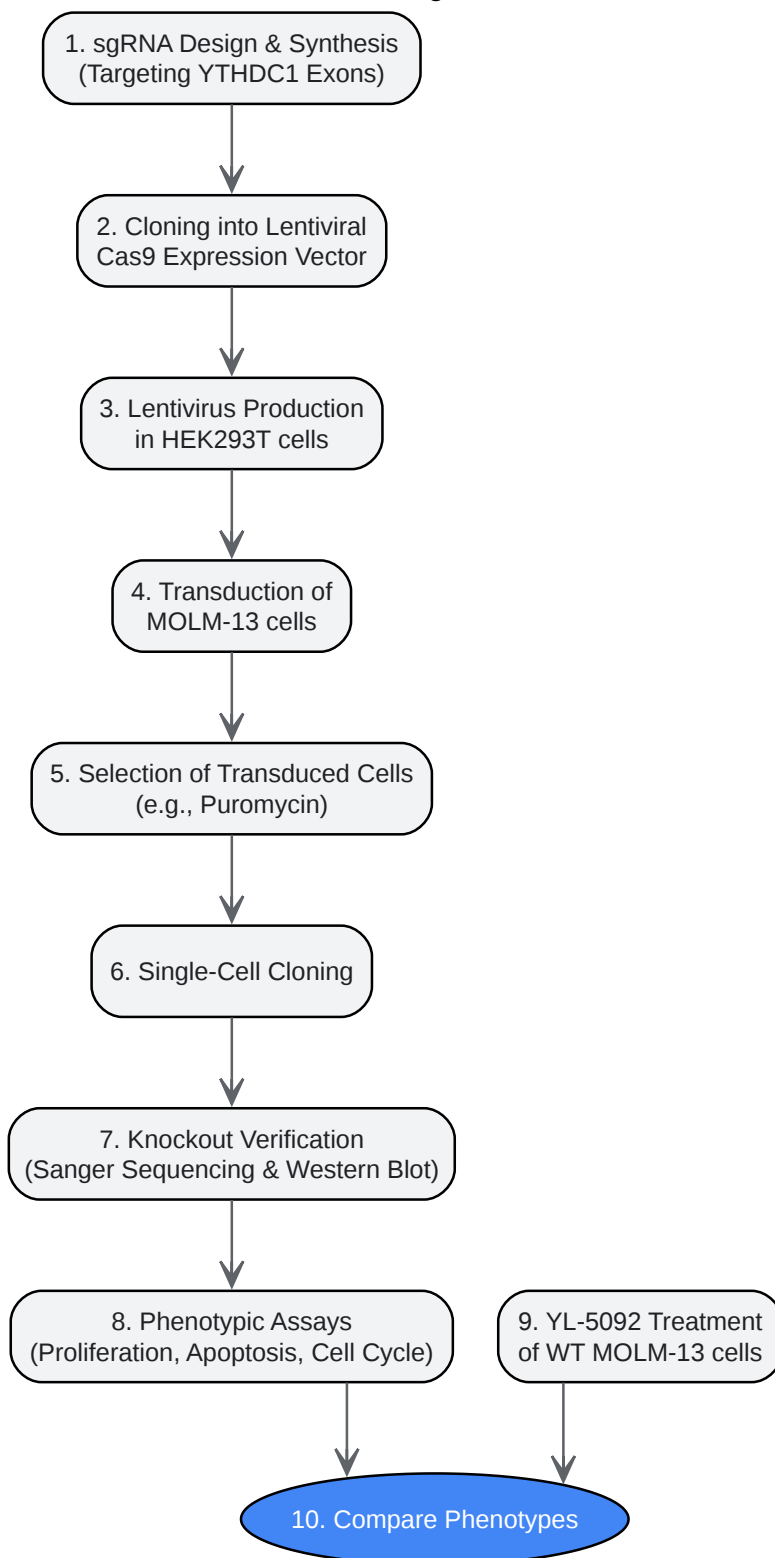 1. sgRNA Design & Synthesis
(Targeting YTHDC1 Exons)
2. Cloning into Lentiviral
Cas9 Expression Vector
3. Lentivirus Production
in HEK293T cells
4. Transduction of
MOLM-13 cells
5. Selection of Transduced Cells
(e.g., Puromycin)
6. Single-Cell Cloning
7. Knockout Verification
(Sanger Sequencing & Western Blot)
8. Phenotypic Assays
(Proliferation, Apoptosis, Cell Cycle)
9. YL-5092 Treatment
of WT MOLM-13 cells
10. Compare Phenotypes